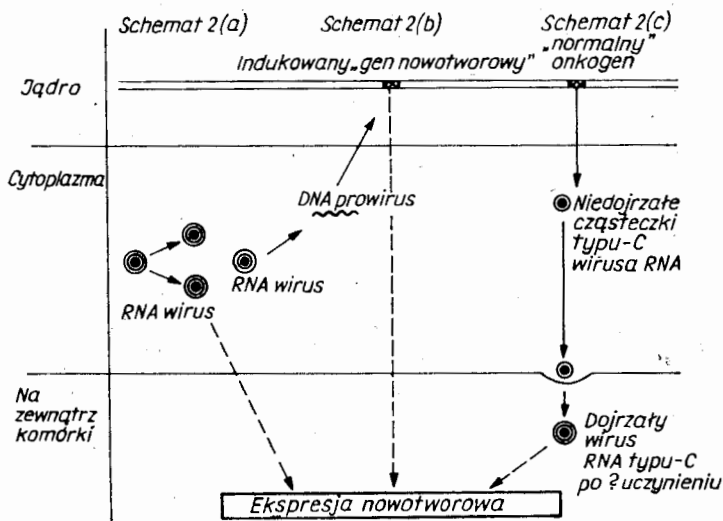 Schemat 2(a)
Schemat 2(b)
Schemat 2(c)
Indukowany „gen nowotworowy”
„normalny”
onkogen
Jądro
Cytoplazma
DNA prowirus
RNA wirus
RNA wirus
Niedojrzałe
cząsteczki
typu-C
wirusa RNA
Na
zewnątrz
komórki
Dojrzały
wirus
RNA typu-C
po ? uczynieniu
Ekspresja nowotworowa